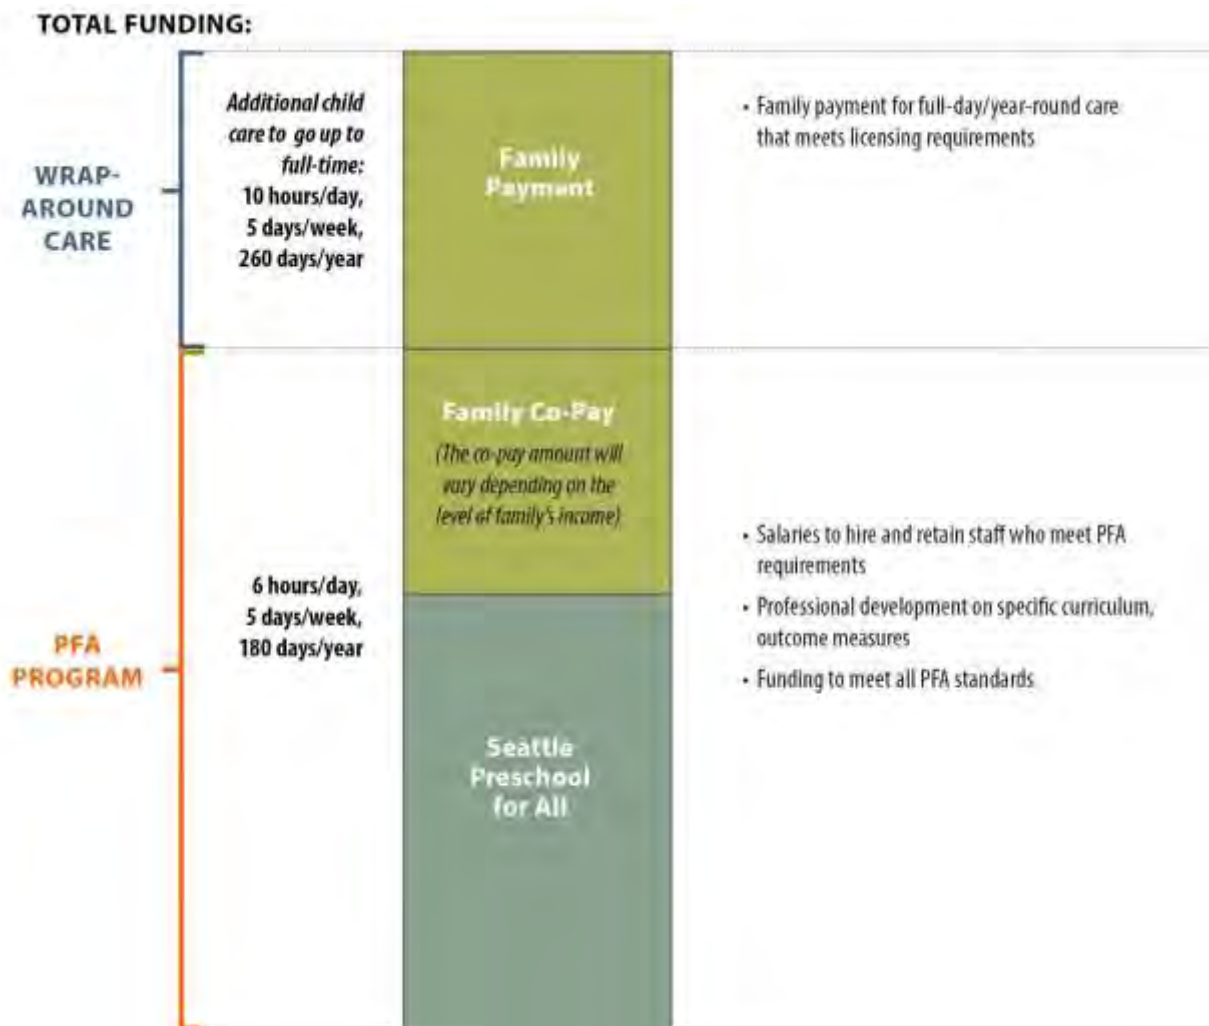 TOTAL FUNDING:
WRAP-
AROUND
CARE
Additional child
care to go up to
full-time:
10 hours/day,
5 days/week,
260 days/year
Family
Payment
• Family payment for full-day/year-round care
that meets licensing requirements
PFA
PROGRAM
6 hours/day,
5 days/week,
180 days/year
Family Co-Pay
(The co-pay amount will
vary depending on the
level of family's income)
Seattle
Preschool
for All
• Salaries to hire and retain staff who meet PFA
requirements
• Professional development on specific curriculum,
outcome measures
• Funding to meet all PFA standards